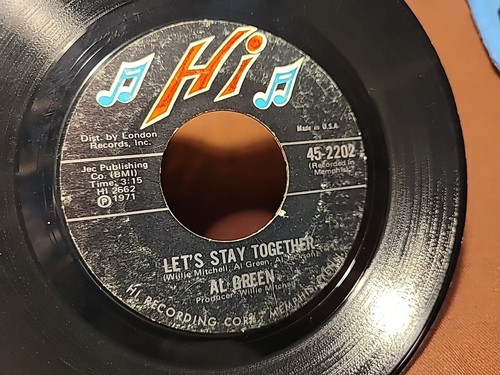 Hi
Dist. by London
Records, Inc.
Made in U.S.A.
Jec Publishing
Co. (BMI)
Time: 3:15
HI 2662
Ⓟ 1971
45-2202
(Recorded in
Memphis)
LET'S STAY TOGETHER
(Willie Mitchell, Al Green, Al Jackson)
AL GREEN
Producer: Willie Mitchell
HI RECORDING CORP. MEMPHIS, TENN.